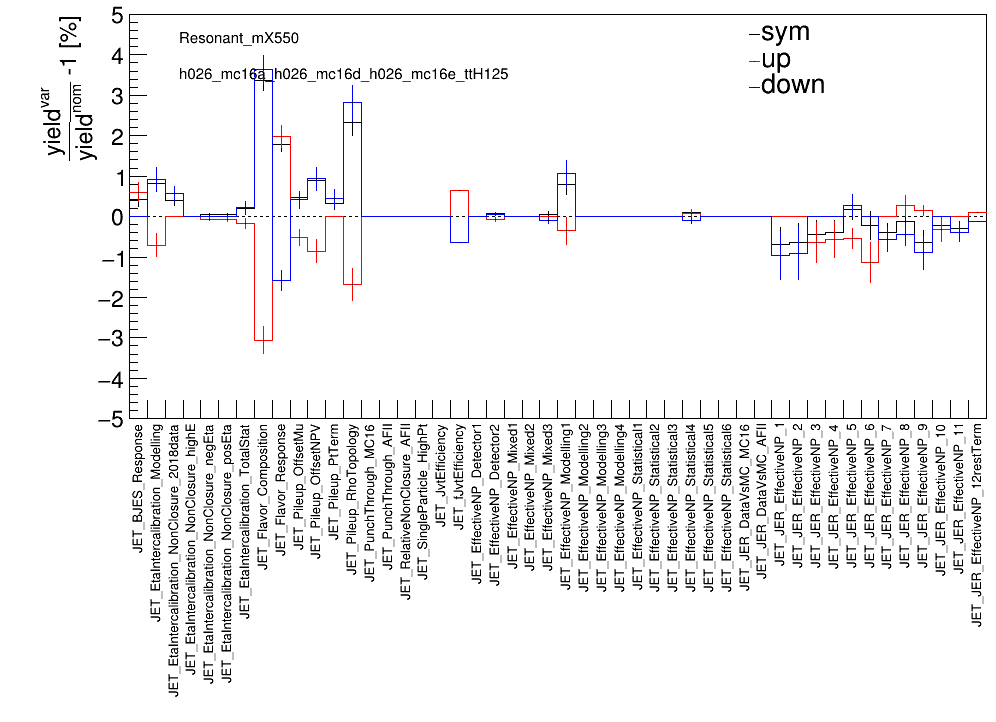 yield^var / yield^nom -1 [%]
5
4
3
2
1
0
−1
−2
−3
−4
−5
Resonant_mX550
h026_mc16a_h026_mc16d_h026_mc16e_ttH125
sym
up
down
JET_BJES_Response
JET_EtaIntercalibration_Modelling
JET_EtaIntercalibration_NonClosure_2018data
JET_EtaIntercalibration_NonClosure_highE
JET_EtaIntercalibration_NonClosure_negEta
JET_EtaIntercalibration_NonClosure_posEta
JET_EtaIntercalibration_TotalStat
JET_Flavor_Composition
JET_Flavor_Response
JET_Pileup_OffsetMu
JET_Pileup_OffsetNPV
JET_Pileup_PtTerm
JET_Pileup_RhoTopology
JET_PunchThrough_MC16
JET_PunchThrough_AFII
JET_RelativeNonClosure_AFII
JET_SingleParticle_HighPt
JET_JvtEfficiency
JET_fJvtEfficiency
JET_EffectiveNP_Detector1
JET_EffectiveNP_Detector2
JET_EffectiveNP_Mixed1
JET_EffectiveNP_Mixed2
JET_EffectiveNP_Mixed3
JET_EffectiveNP_Modelling1
JET_EffectiveNP_Modelling2
JET_EffectiveNP_Modelling3
JET_EffectiveNP_Modelling4
JET_EffectiveNP_Statistical1
JET_EffectiveNP_Statistical2
JET_EffectiveNP_Statistical3
JET_EffectiveNP_Statistical4
JET_EffectiveNP_Statistical5
JET_EffectiveNP_Statistical6
JET_JER_DataVsMC_MC16
JET_JER_DataVsMC_AFII
JET_JER_EffectiveNP_1
JET_JER_EffectiveNP_2
JET_JER_EffectiveNP_3
JET_JER_EffectiveNP_4
JET_JER_EffectiveNP_5
JET_JER_EffectiveNP_6
JET_JER_EffectiveNP_7
JET_JER_EffectiveNP_8
JET_JER_EffectiveNP_9
JET_JER_EffectiveNP_10
JET_JER_EffectiveNP_11
JET_JER_EffectiveNP_12restTerm